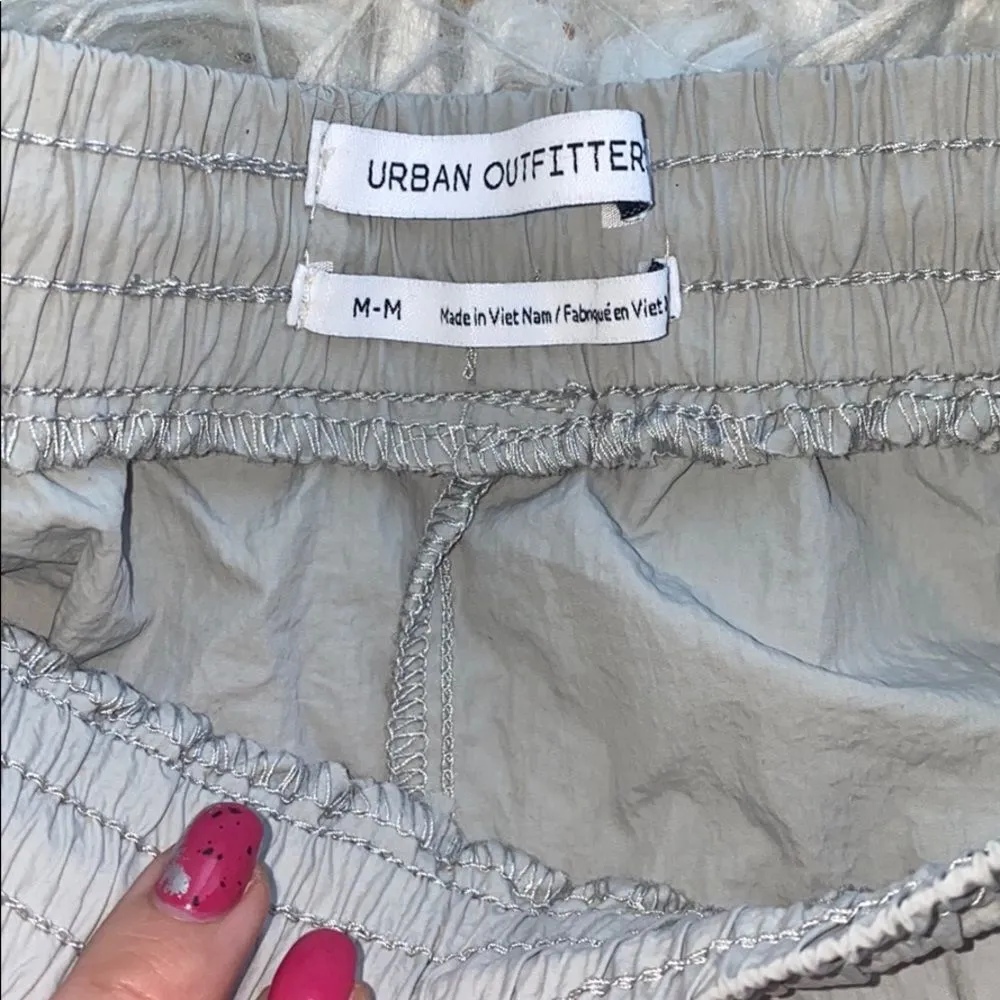 URBAN OUTFITTER
M-M Made in Viet Nam / Fabriqué en Viet